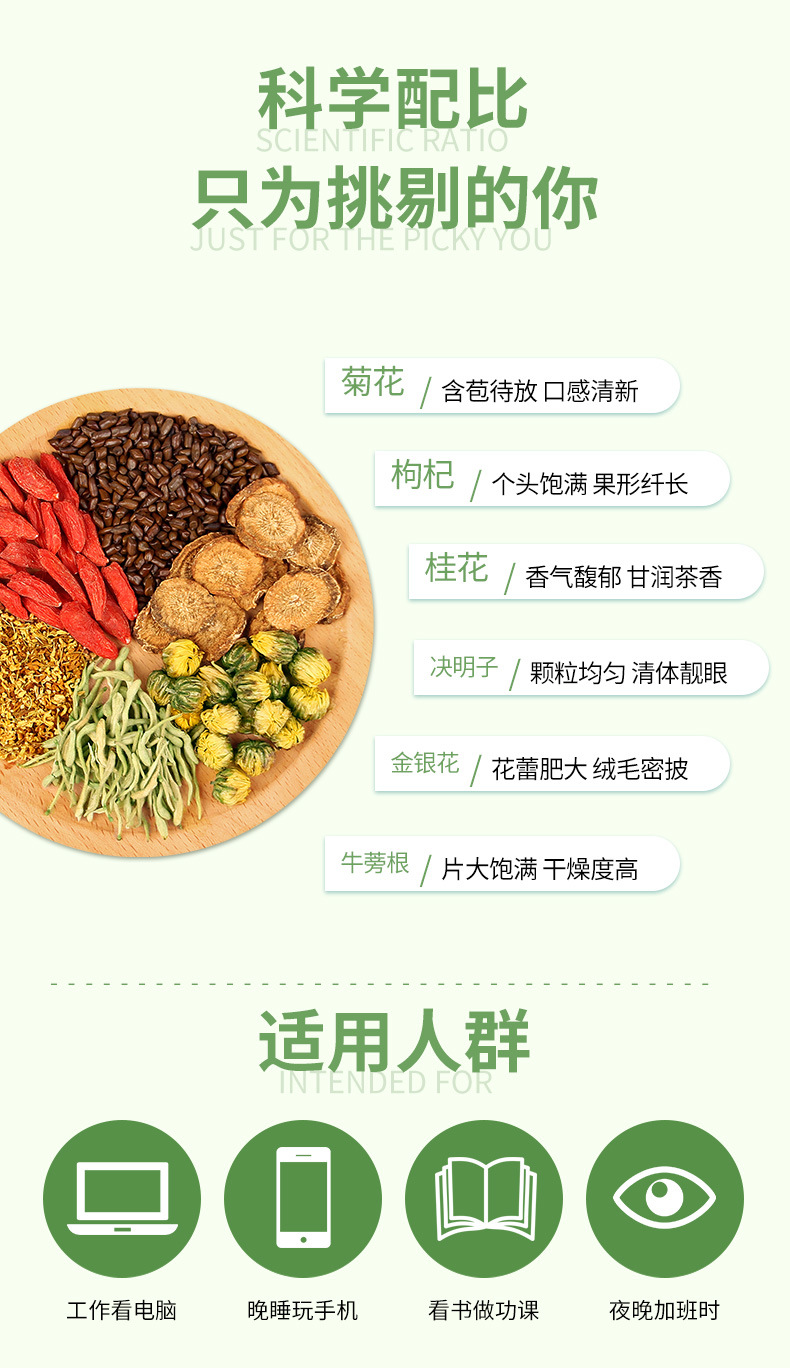 科学配比
SCIENTIFIC RATIO
只为挑剔的你
JUST FOR THE PICKY YOU
菊花 / 含苞待放 口感清新
枸杞 / 个头饱满 果形纤长
桂花 / 香气馥郁 甘润茶香
决明子 / 颗粒均匀 清体靓眼
金银花 / 花蕾肥大 绒毛密披
牛蒡根 / 片大饱满 干燥度高
适用人群
INTENDED FOR
工作看电脑
晚睡玩手机
看书做功课
夜晚加班时